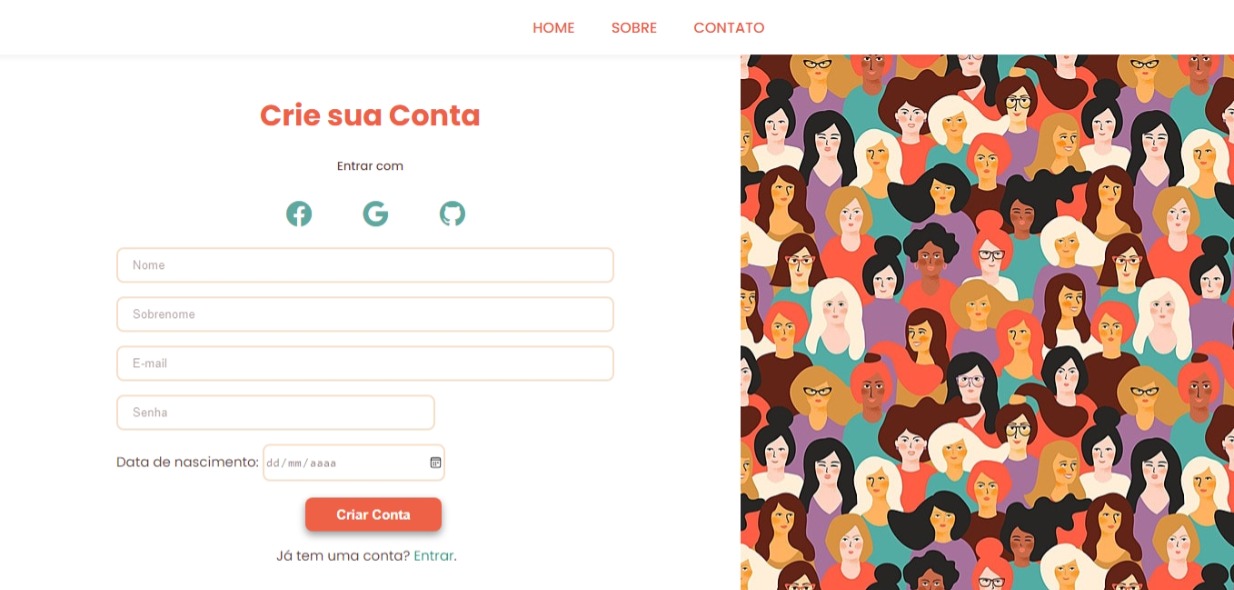 HOME SOBRE CONTATO
Crie sua Conta
Entrar com
Nome
Sobrenome
E-mail
Senha
Data de nascimento: dd/mm/aaaa
Criar Conta
Já tem uma conta? Entrar.